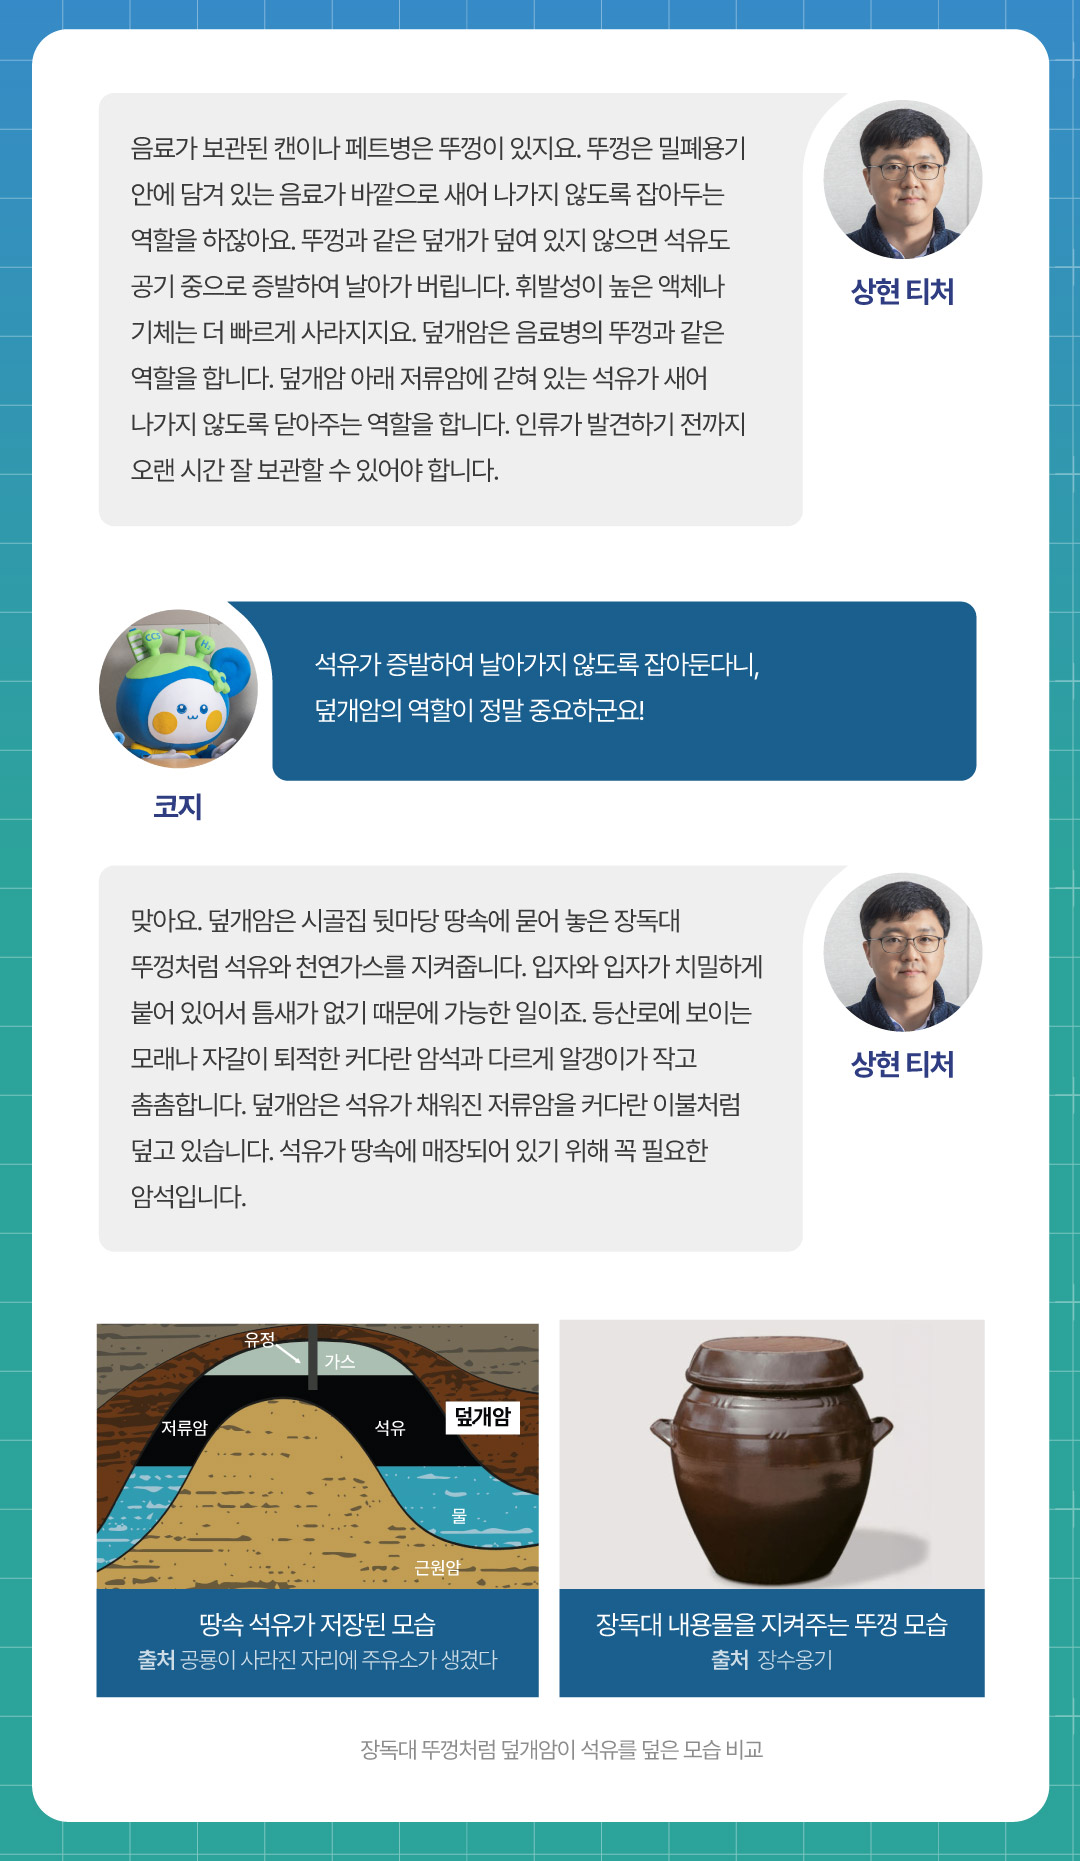 음료가 보관된 캔이나 페트병은 뚜껑이 있지요. 뚜껑은 밀폐용기
안에 담겨 있는 음료가 바깥으로 새어 나가지 않도록 잡아두는
역할을 하잖아요. 뚜껑과 같은 덮개가 덮여 있지 않으면 석유도
공기 중으로 증발하여 날아가 버립니다. 휘발성이 높은 액체나
기체는 더 빠르게 사라지지요. 덮개암은 음료병의 뚜껑과 같은
역할을 합니다. 덮개암 아래 저류암에 갇혀 있는 석유가 새어
나가지 않도록 닫아주는 역할을 합니다. 인류가 발견하기 전까지
오랜 시간 잘 보관할 수 있어야 합니다.
상현 티처
CCS
H₂
석유가 증발하여 날아가지 않도록 잡아둔다니,
덮개암의 역할이 정말 중요하군요!
코지
맞아요. 덮개암은 시골집 뒷마당 땅속에 묻어 놓은 장독대
뚜껑처럼 석유와 천연가스를 지켜줍니다. 입자와 입자가 치밀하게
붙어 있어서 틈새가 없기 때문에 가능한 일이죠. 등산로에 보이는
모래나 자갈이 퇴적한 커다란 암석과 다르게 알갱이가 작고
촘촘합니다. 덮개암은 석유가 채워진 저류암을 커다란 이불처럼
덮고 있습니다. 석유가 땅속에 매장되어 있기 위해 꼭 필요한
암석입니다.
상현 티처
유정
가스
저류암
석유
덮개암
물
근원암
땅속 석유가 저장된 모습
출처 공룡이 사라진 자리에 주유소가 생겼다
장독대 내용물을 지켜주는 뚜껑 모습
출처 장수옹기
장독대 뚜껑처럼 덮개암이 석유를 덮은 모습 비교